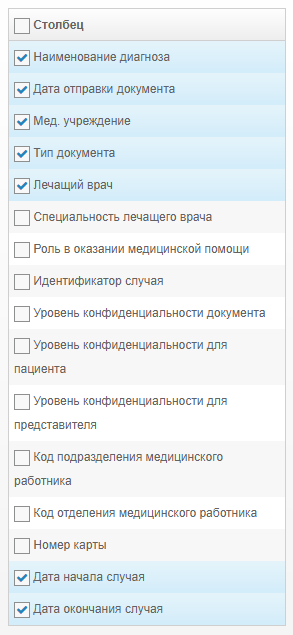 Столбец
Наименование диагноза
Дата отправки документа
Мед. учреждение
Тип документа
Лечащий врач
Специальность лечащего врача
Роль в оказании медицинской помощи
Идентификатор случая
Уровень конфиденциальности документа
Уровень конфиденциальности для
пациента
Уровень конфиденциальности для
представителя
Код подразделения медицинского
работника
Код отделения медицинского работника
Номер карты
Дата начала случая
Дата окончания случая